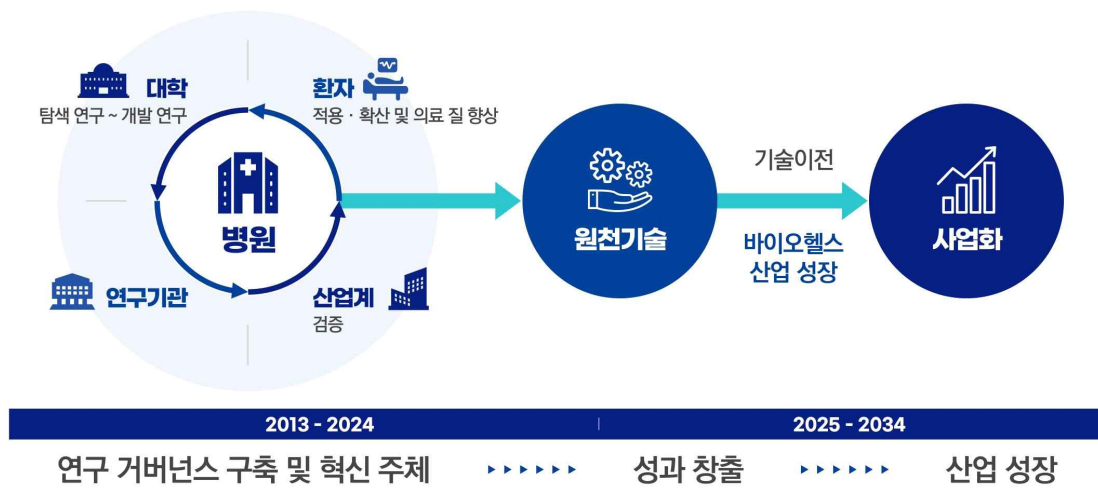 대학
탐색 연구 ~ 개발 연구
환자
적용 · 확산 및 의료 질 향상
병원
연구기관
산업계
검증
원천기술
기술이전
바이오헬스
산업 성장
사업화
2013 - 2024
2025 - 2034
연구 거버넌스 구축 및 혁신 주체
성과 창출
산업 성장